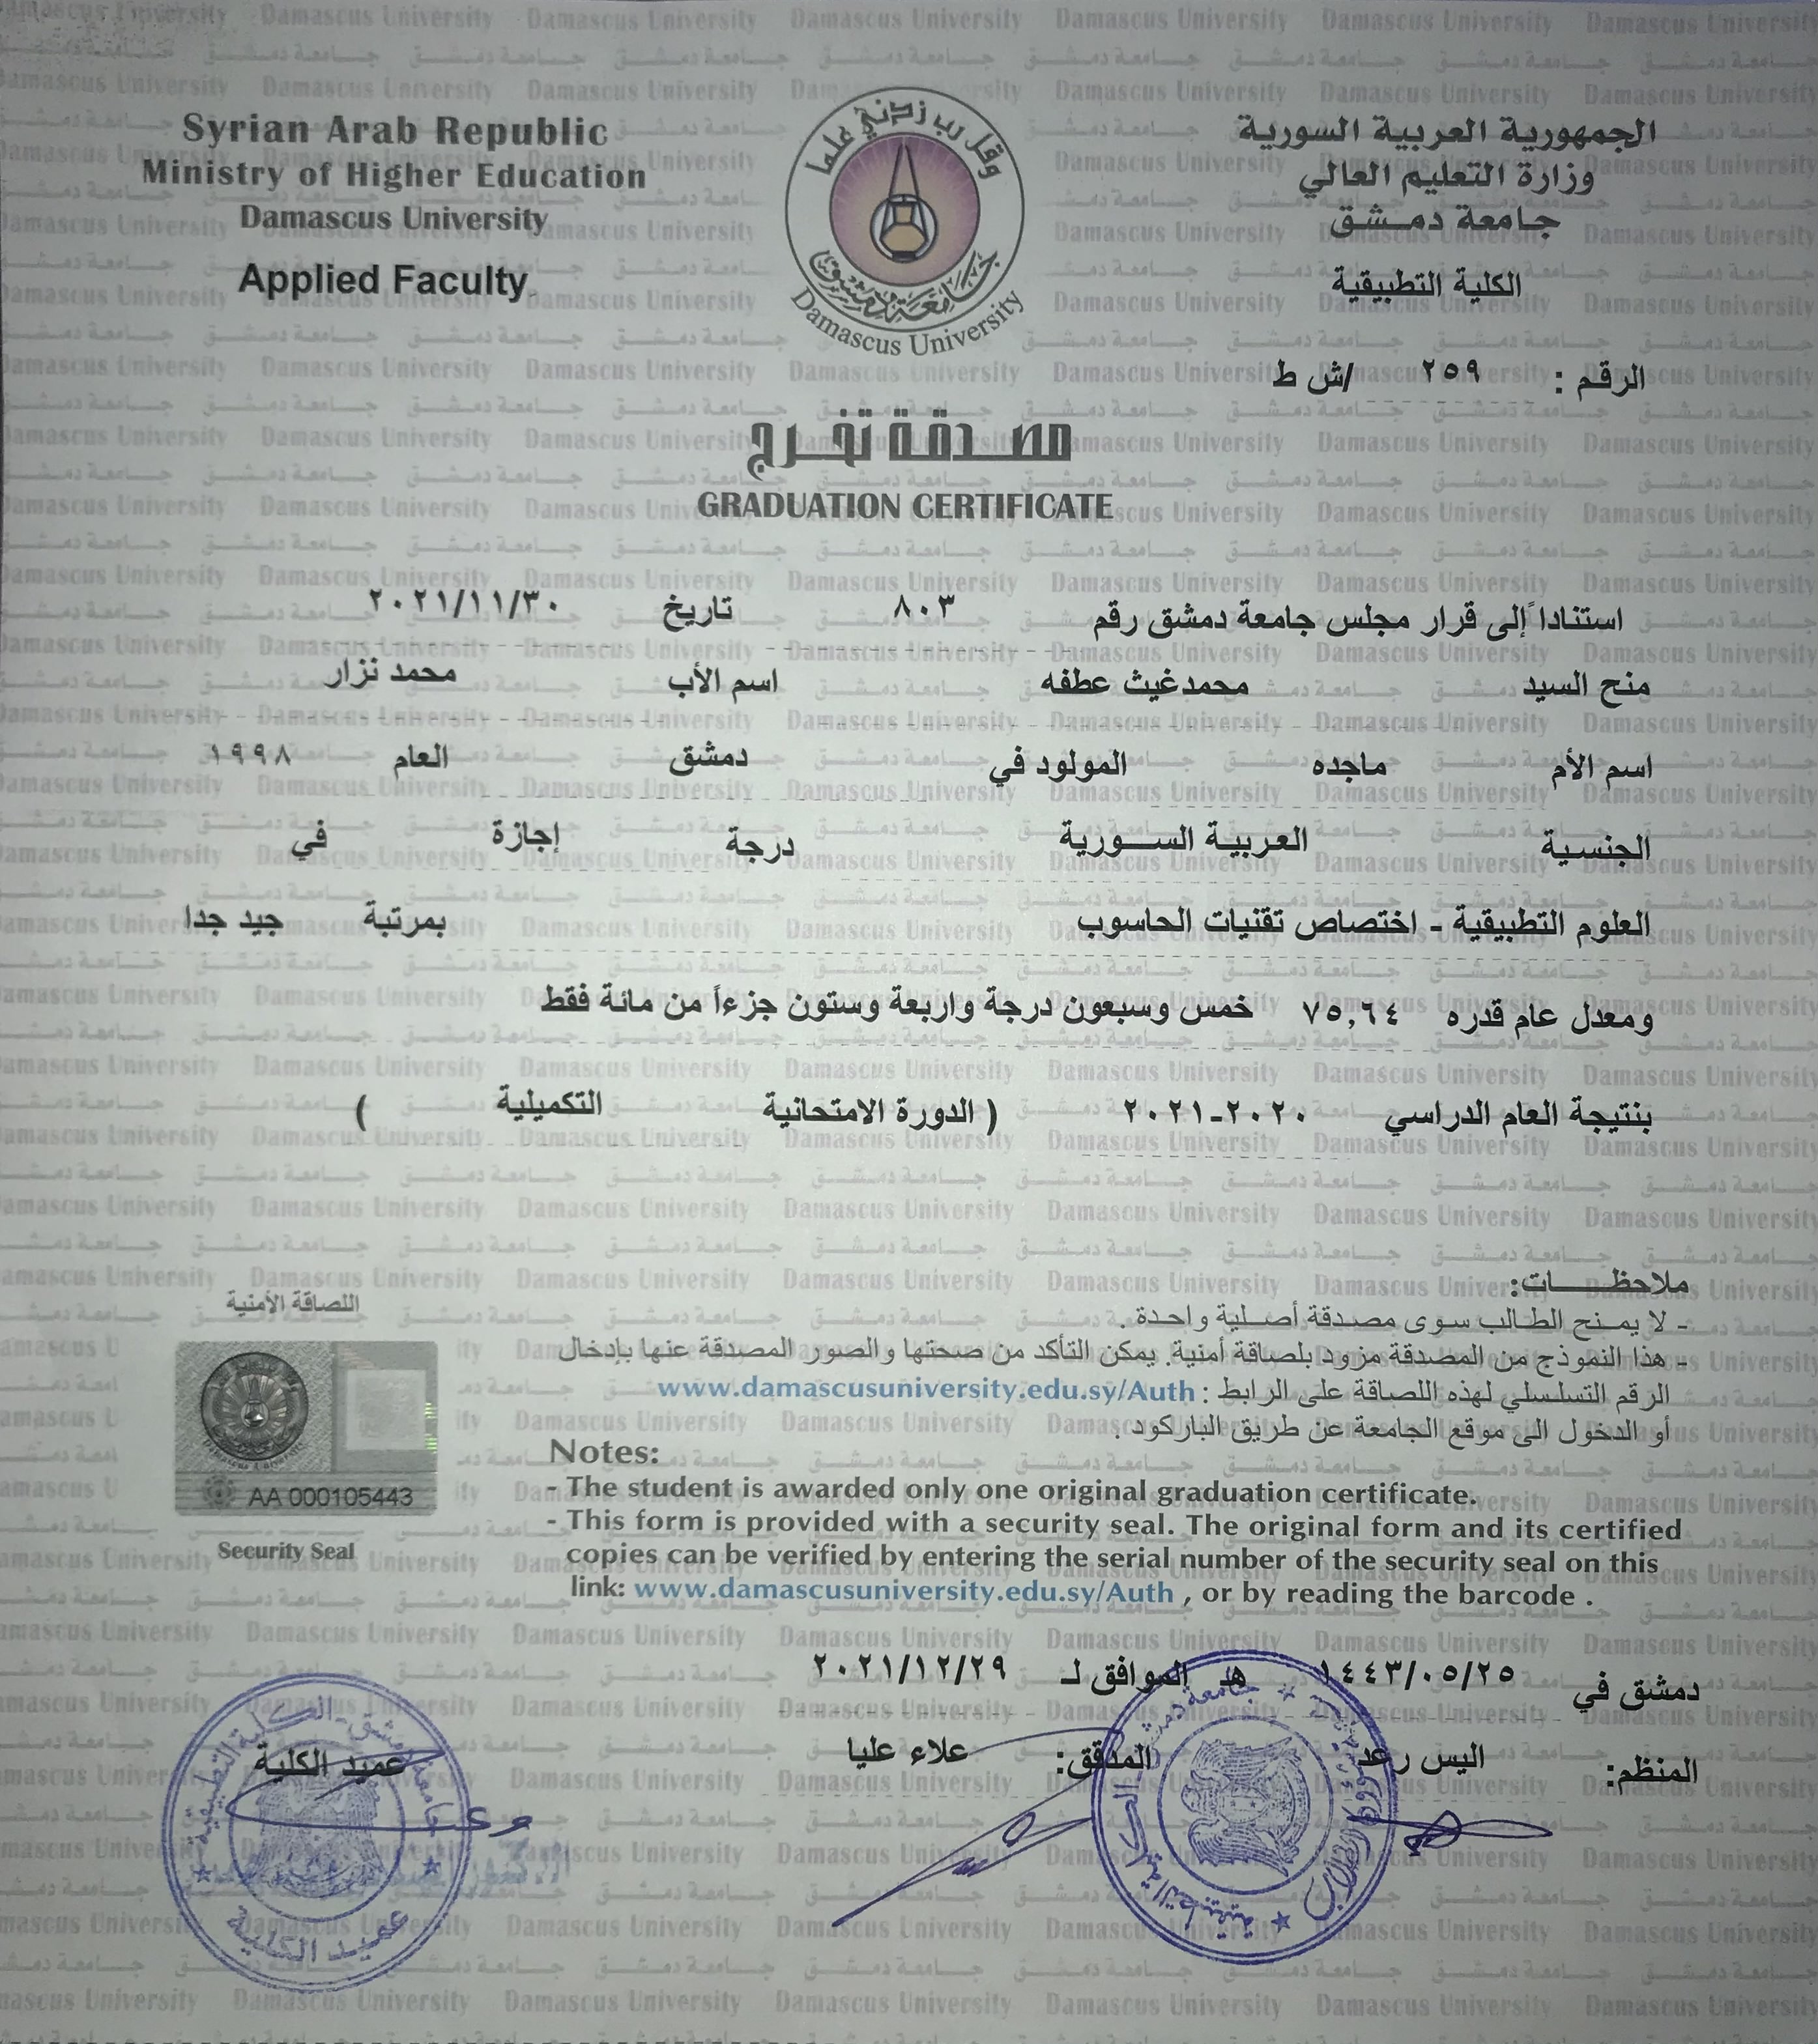 Syrian Arab Republic
Ministry of Higher Education
Damascus University
Applied Faculty
وقل رب زدني علما
جامعة دمشق
Damascus University
الجمهورية العربية السورية
وزارة التعليم العالي
جامعة دمـشق
الكلية التطبيقية
الرقم : ٢٥٩ /ش ط
مصدقة تخرج
GRADUATION CERTIFICATE
استناداً إلى قرار مجلس جامعة دمشق رقم ٨٠٣ تاريخ ٢٠٢١/١١/٣٠
منح السيد محمدغيث عطفه اسم الأب محمد نزار
اسم الأم ماجده المولود في دمشق العام ١٩٩٨
الجنسية العربية السورية درجة إجازة في
العلوم التطبيقية - اختصاص تقنيات الحاسوب بمرتبة جيد جدا
ومعدل عام قدره ٧٥,٦٤ خمس وسبعون درجة واربعة وستون جزءاً من مائة فقط
بنتيجة العام الدراسي ٢٠٢٠-٢٠٢١ ( الدورة الامتحانية التكميلية )
ملاحظات:
- لا يمنح الطالب سوى مصدقة أصلية واحدة .
- هذا النموذج من المصدقة مزود بلصاقة أمنية. يمكن التأكد من صحتها والصور المصدقة عنها بإدخال
الرقم التسلسلي لهذه اللصاقة على الرابط : www.damascusuniversity.edu.sy/Auth
أو الدخول الى موقع الجامعة عن طريق الباركود .
اللصاقة الأمنية
AA 000105443
Security Seal
Notes:
- The student is awarded only one original graduation certificate.
- This form is provided with a security seal. The original form and its certified
copies can be verified by entering the serial number of the security seal on this
link: www.damascusuniversity.edu.sy/Auth , or by reading the barcode .
دمشق في ١٤٤٣/٠٥/٢٥ هـ الموافق لـ ٢٠٢١/١٢/٢٩
المنظم: اليس رعد المدقق: علاء عليا عميد الكلية
عميد الكلية